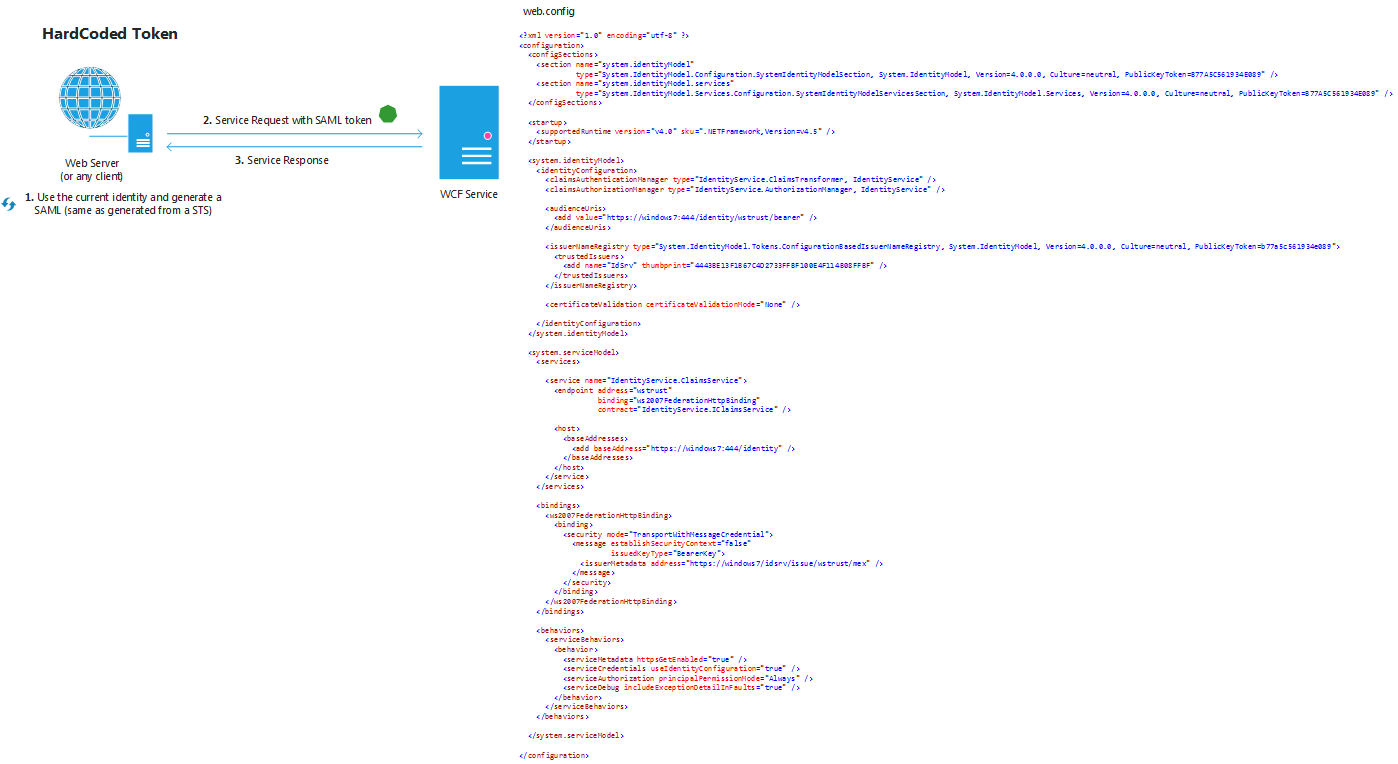 HardCoded Token
2. Service Request with SAML token
3. Service Response
Web Server
(or any client)
WCF Service
1. Use the current identity and generate a
SAML (same as generated from a STS)
web.config
<?xml version="1.0" encoding="utf-8" ?>
<configuration>
<configSections>
<section name="system.identityModel"
type="System.IdentityModel.Configuration.SystemIdentityModelSection, System.IdentityModel, Version=4.0.0.0, Culture=neutral, PublicKeyToken=B77A5C561934E089" />
<section name="system.identityModel.services"
type="System.IdentityModel.Services.Configuration.SystemIdentityModelServicesSection, System.IdentityModel.Services, Version=4.0.0.0, Culture=neutral, PublicKeyToken=B77A5C561934E089" />
</configSections>
<startup>
<supportedRuntime version="v4.0" sku=".NETFramework,Version=v4.5" />
</startup>
<system.identityModel>
<identityConfiguration>
<claimsAuthenticationManager type="IdentityService.ClaimsTransformer, IdentityService" />
<claimsAuthorizationManager type="IdentityService.AuthorizationManager, IdentityService" />
<audienceUris>
<add value="https://windows7:444/identity/wstrust/bearer" />
</audienceUris>
<issuerNameRegistry type="System.IdentityModel.Tokens.ConfigurationBasedIssuerNameRegistry, System.IdentityModel, Version=4.0.0.0, Culture=neutral, PublicKeyToken=b77a5c561934e089">
<trustedIssuers>
<add name="IdSrv" thumbprint="4443BE13F1B67C4D2733FFBF100E4F114B08FFBF" />
</trustedIssuers>
</issuerNameRegistry>
<certificateValidation certificateValidationMode="None" />
</identityConfiguration>
</system.identityModel>
<system.serviceModel>
<services>
<service name="IdentityService.ClaimsService">
<endpoint address="wstrust"
binding="ws2007FederationHttpBinding"
contract="IdentityService.IClaimsService" />
<host>
<baseAddresses>
<add baseAddress="https://windows7:444/identity" />
</baseAddresses>
</host>
</service>
</services>
<bindings>
<ws2007FederationHttpBinding>
<binding>
<security mode="TransportWithMessageCredential">
<message establishSecurityContext="false"
issuedKeyType="BearerKey">
<issuerMetadata address="https://windows7/idsrv/issue/wstrust/mex" />
</message>
</security>
</binding>
</ws2007FederationHttpBinding>
</bindings>
<behaviors>
<serviceBehaviors>
<behavior>
<serviceMetadata httpsGetEnabled="true" />
<serviceCredentials useIdentityConfiguration="true" />
<serviceAuthorization principalPermissionMode="Always" />
<serviceDebug includeExceptionDetailInFaults="true" />
</behavior>
</serviceBehaviors>
</behaviors>
</system.serviceModel>
</configuration>